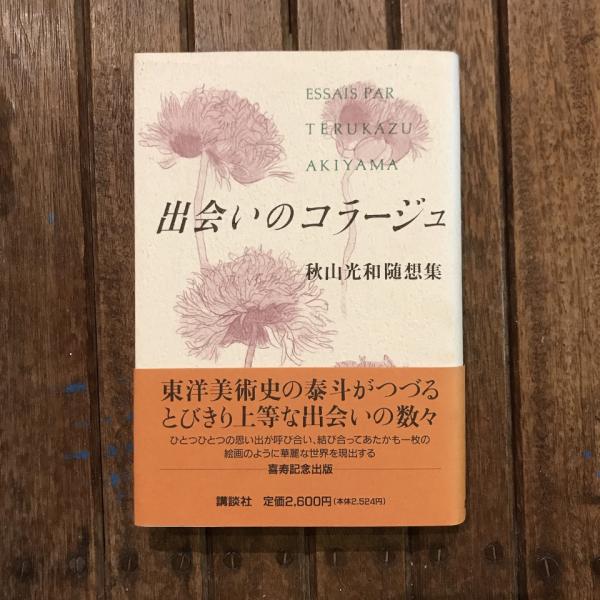 ESSAIS PAR
TERUKAZU
AKIYAMA
出会いのコラージュ
秋山光和随想集
東洋美術史の泰斗がつづる
とびきり上等な出会いの数々
ひとつひとつの思い出が呼び合い、結び合ってあたかも一枚の
絵画のように華麗な世界を現出する
喜寿記念出版
講談社 定価2,600円(本体2,524円)